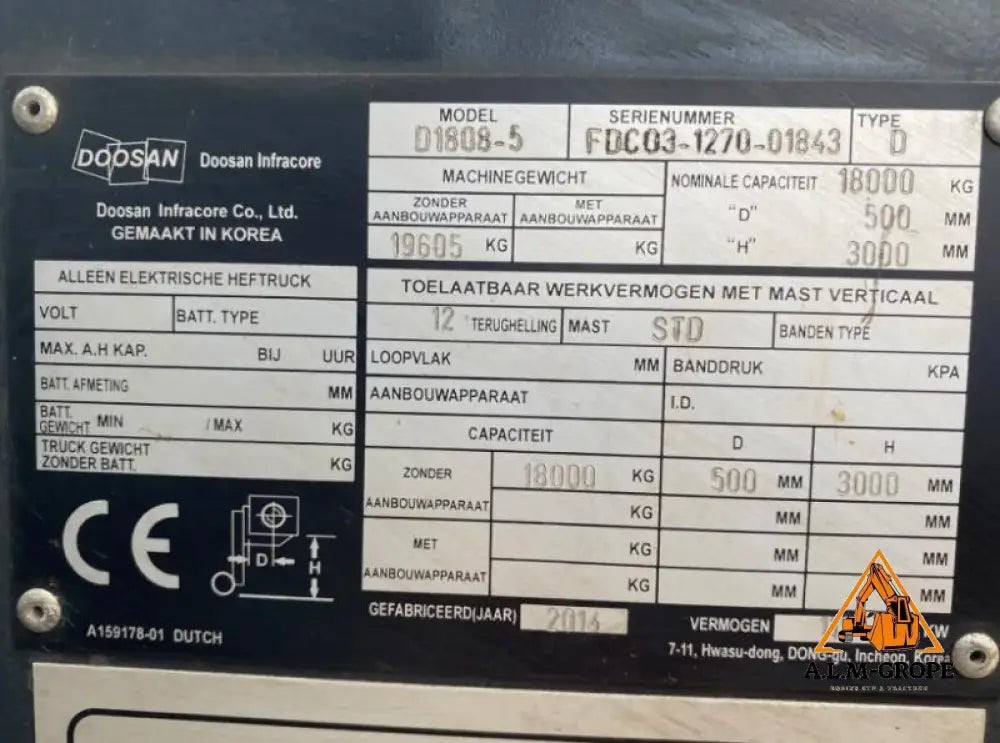 DOOSAN Doosan Infracore
Doosan Infracore Co., Ltd.
GEMAAKT IN KOREA
MODEL SERIENUMMER TYPE
D180S-5 FDC03-1270-01843 D
MACHINEGEWICHT
ZONDER AANBOUWAPPARAAT MET AANBOUWAPPARAAT
19605 KG KG
NOMINALE CAPACITEIT 18000 KG
"D" 500 MM
"H" 3000 MM
ALLEEN ELEKTRISCHE HEFTRUCK
VOLT BATT. TYPE
MAX. A.H KAP. BIJ UUR
BATT. AFMETING MM
BATT. GEWICHT MIN / MAX KG
TRUCK GEWICHT ZONDER BATT. KG
TOELAATBAAR WERKVERMOGEN MET MAST VERTICAAL
12 TERUGHELLING MAST STD BANDEN TYPE
LOOPVLAK MM BANDDRUK KPA
AANBOUWAPPARAAT I.D.
CAPACITEIT D H
ZONDER 18000 KG 500 MM 3000 MM
AANBOUWAPPARAAT KG MM MM
MET KG MM MM
AANBOUWAPPARAAT KG MM MM
CE
D H
GEFABRICEERD(JAAR) 2014 VERMOGEN KW
A159178-01 DUTCH
7-11, Hwasu-dong, DONG-gu, Incheon, Korea
A.L.M-GROPE